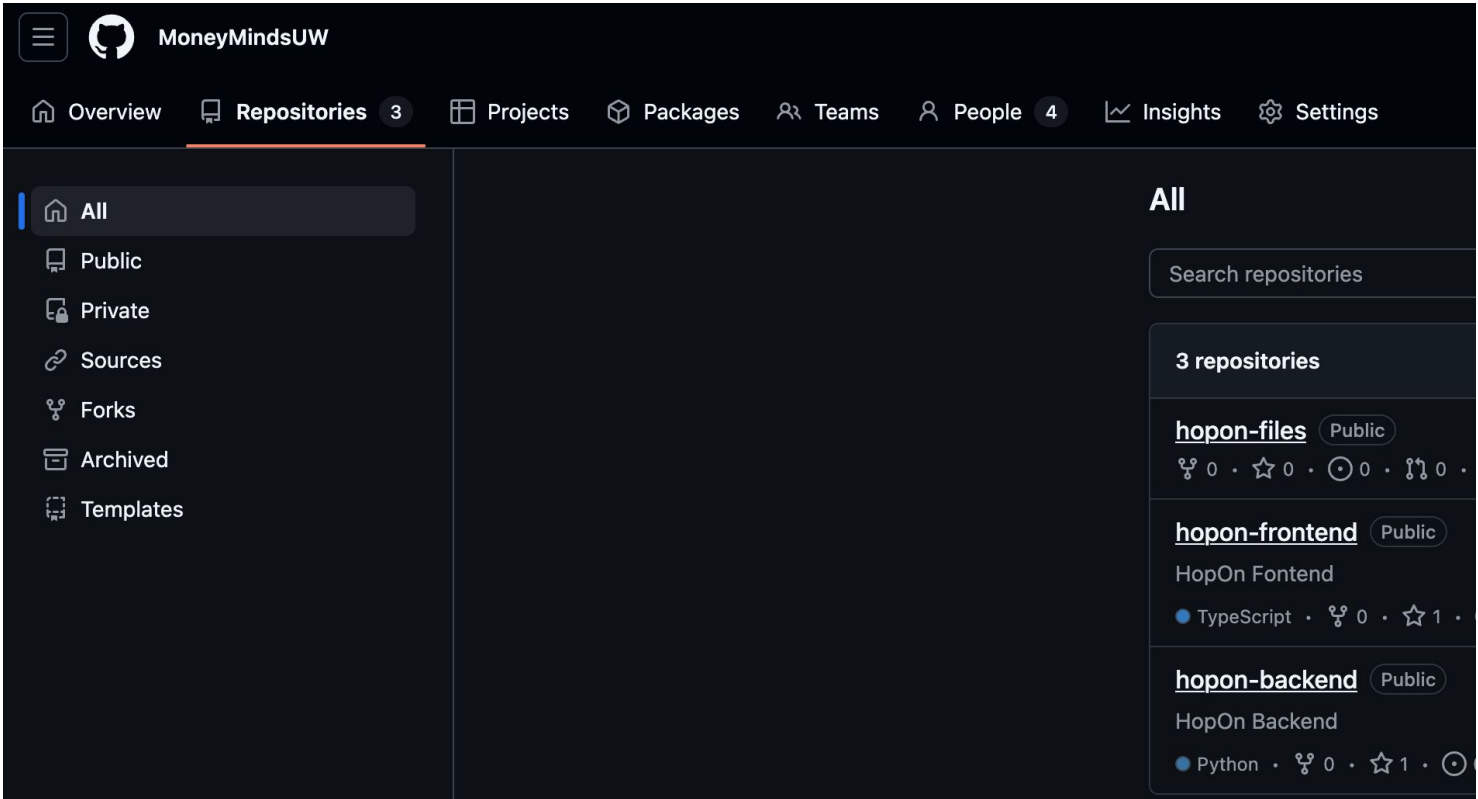 MoneyMindsUW
Overview Repositories 3 Projects Packages Teams People 4 Insights Settings
All
Public
Private
Sources
Forks
Archived
Templates
All
Search repositories
3 repositories
hopon-files Public
0 · 0 · 0 · 0 ·
hopon-frontend Public
HopOn Fontend
TypeScript · 0 · 1 ·
hopon-backend Public
HopOn Backend
Python · 0 · 1 ·